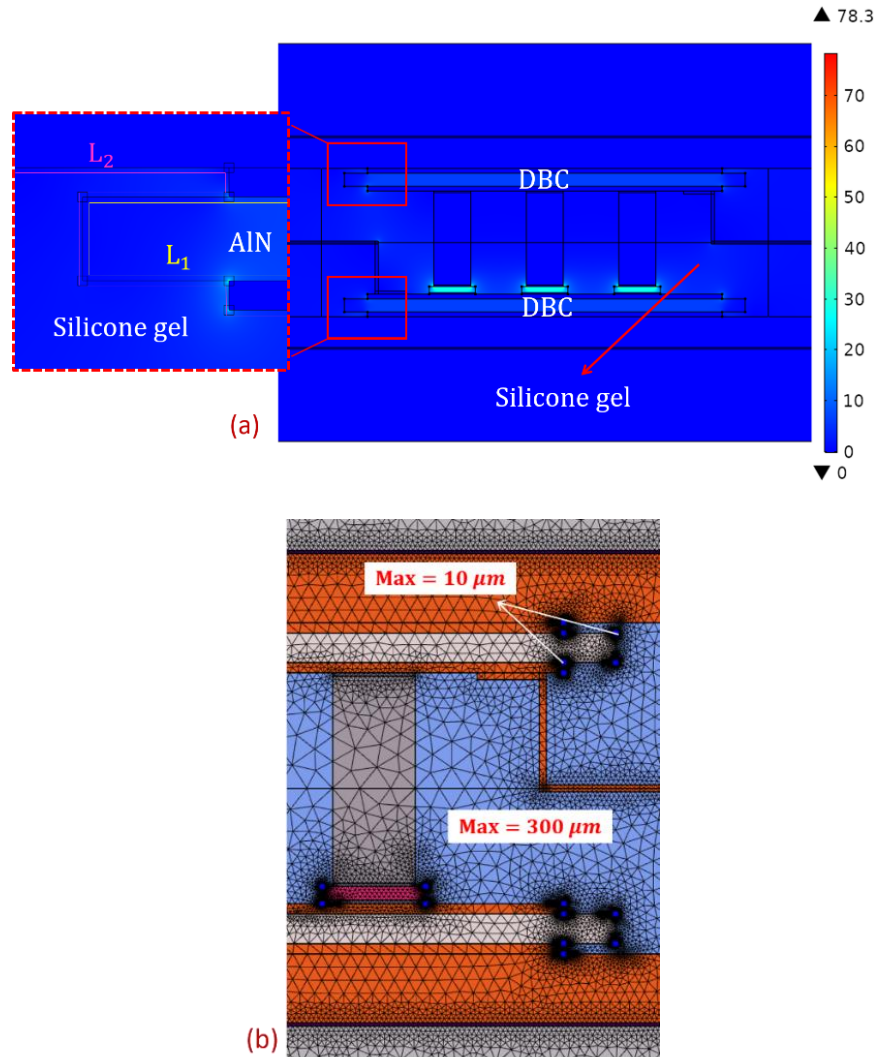 ▲ 78.3
70
60
50
40
30
20
10
0
▼ 0
L₂
L₁
AlN
Silicone gel
DBC
DBC
Silicone gel
(a)
Max = 10 μm
Max = 300 μm
(b)